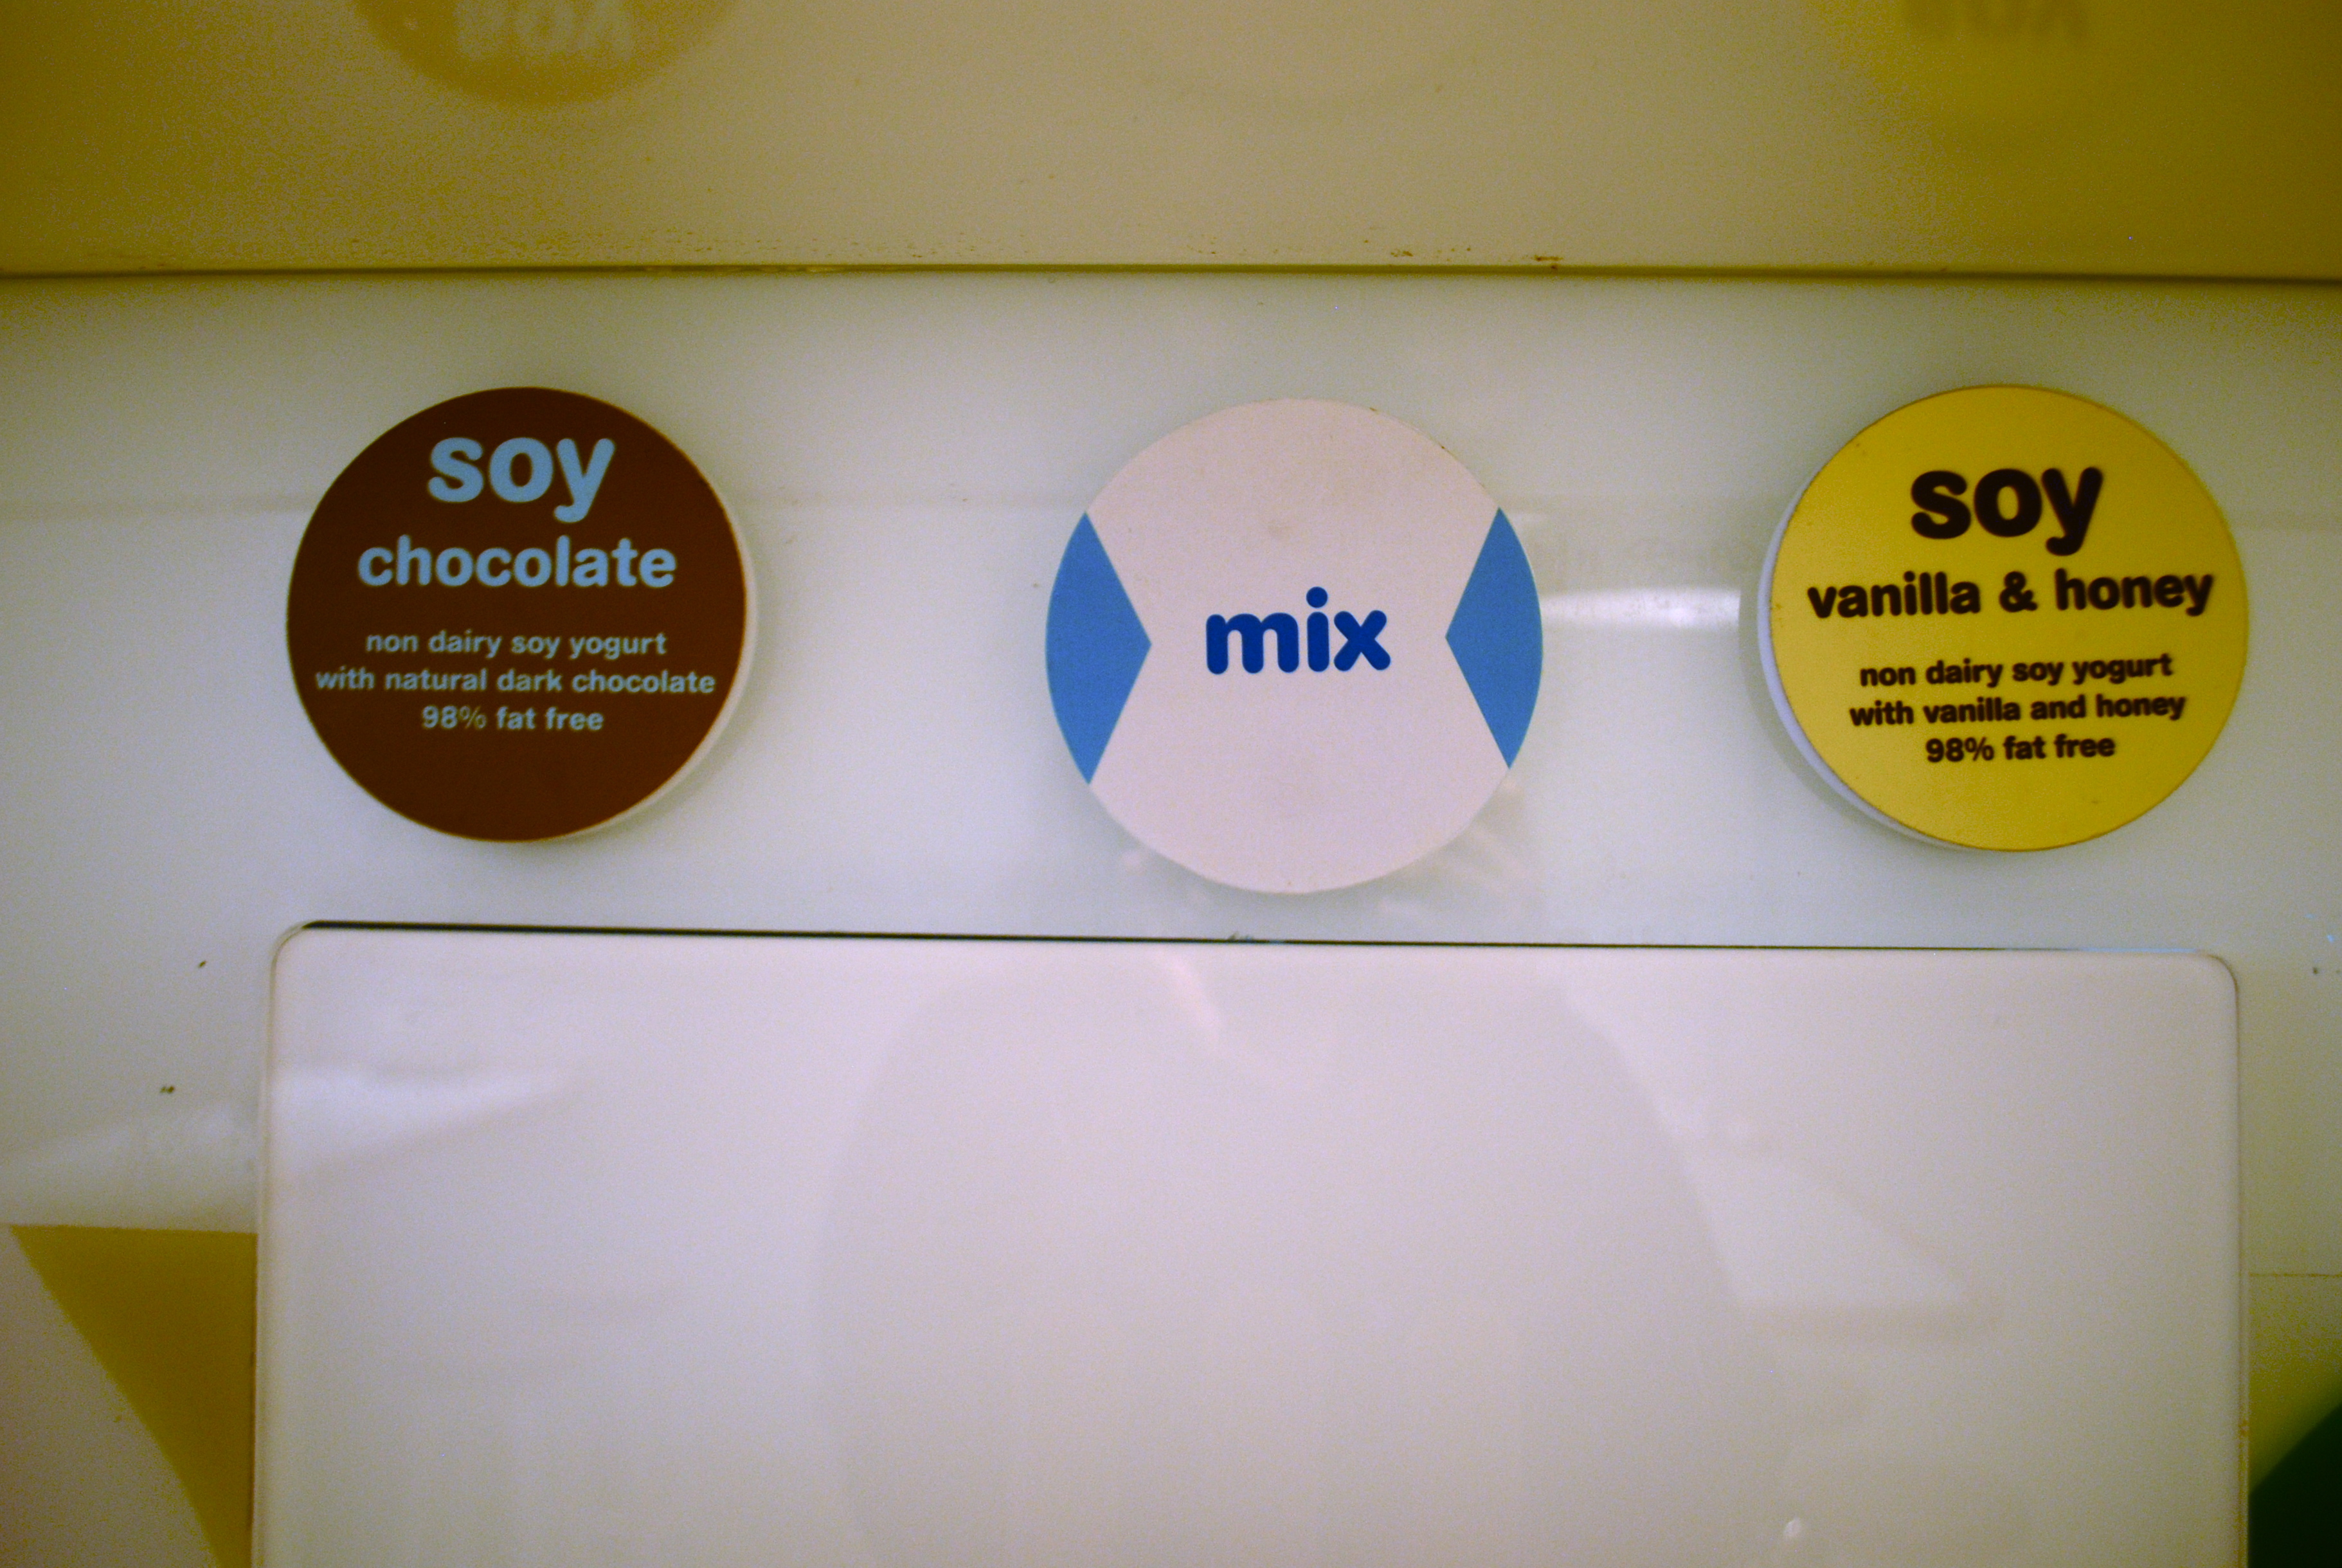 soy
chocolate
non dairy soy yogurt
with natural dark chocolate
98% fat free
mix
soy
vanilla & honey
non dairy soy yogurt
with vanilla and honey
98% fat free